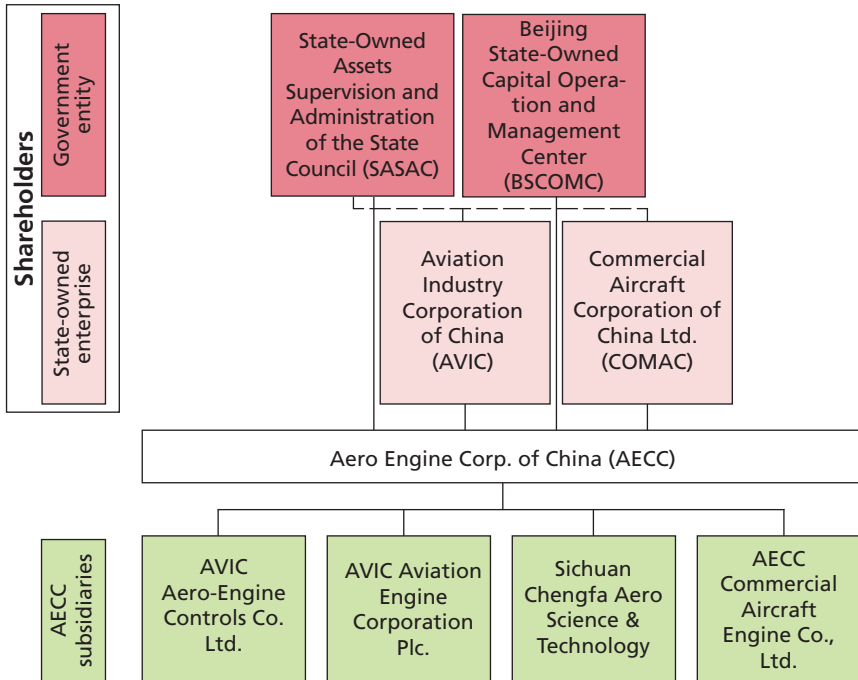 Shareholders
Government
entity
State-Owned
Assets
Supervision and
Administration
of the State
Council (SASAC)
Beijing
State-Owned
Capital Opera-
tion and
Management
Center
(BSCOMC)
State-owned
enterprise
Aviation
Industry
Corporation
of China
(AVIC)
Commercial
Aircraft
Corporation of
China Ltd.
(COMAC)
Aero Engine Corp. of China (AECC)
AECC
subsidiaries
AVIC
Aero-Engine
Controls Co.
Ltd.
AVIC Aviation
Engine
Corporation
Plc.
Sichuan
Chengfa Aero
Science &
Technology
AECC
Commercial
Aircraft
Engine Co.,
Ltd.